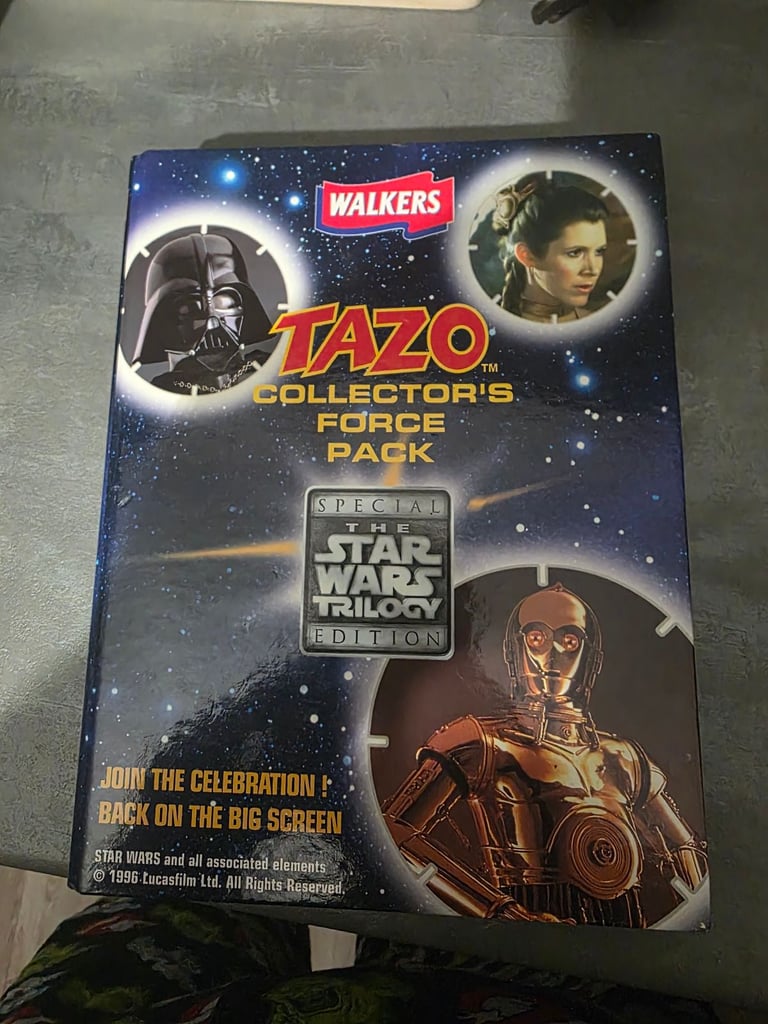 WALKERS
TAZO™
COLLECTOR'S
FORCE
PACK
SPECIAL
THE
STAR
WARS
TRILOGY
EDITION
JOIN THE CELEBRATION !
BACK ON THE BIG SCREEN
STAR WARS and all associated elements
© 1996 Lucasfilm Ltd. All Rights Reserved.